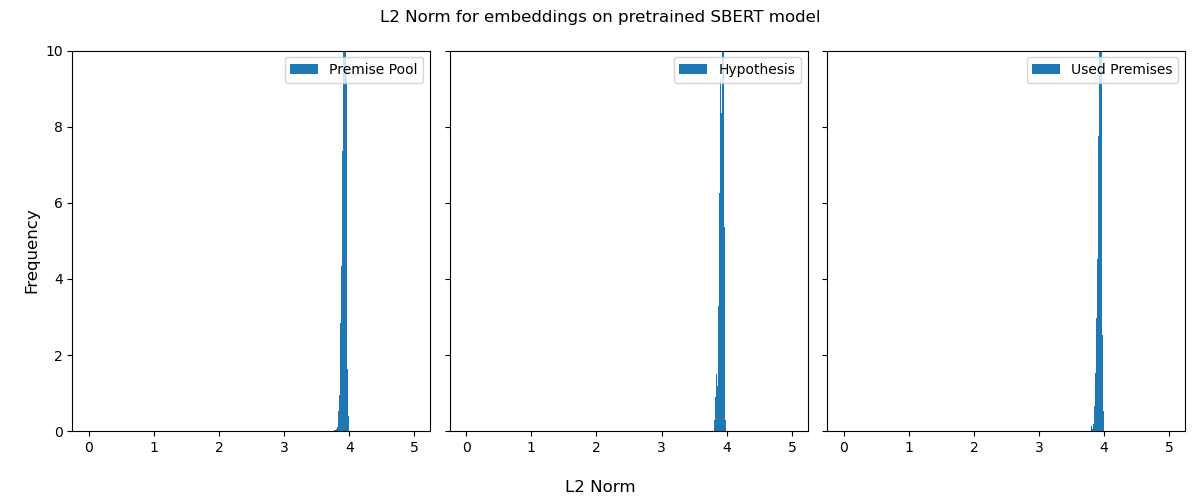 L2 Norm for embeddings on pretrained SBERT model
Premise Pool
Hypothesis
Used Premises
Frequency
10
8
6
4
2
0
0 1 2 3 4 5
0 1 2 3 4 5
0 1 2 3 4 5
L2 Norm